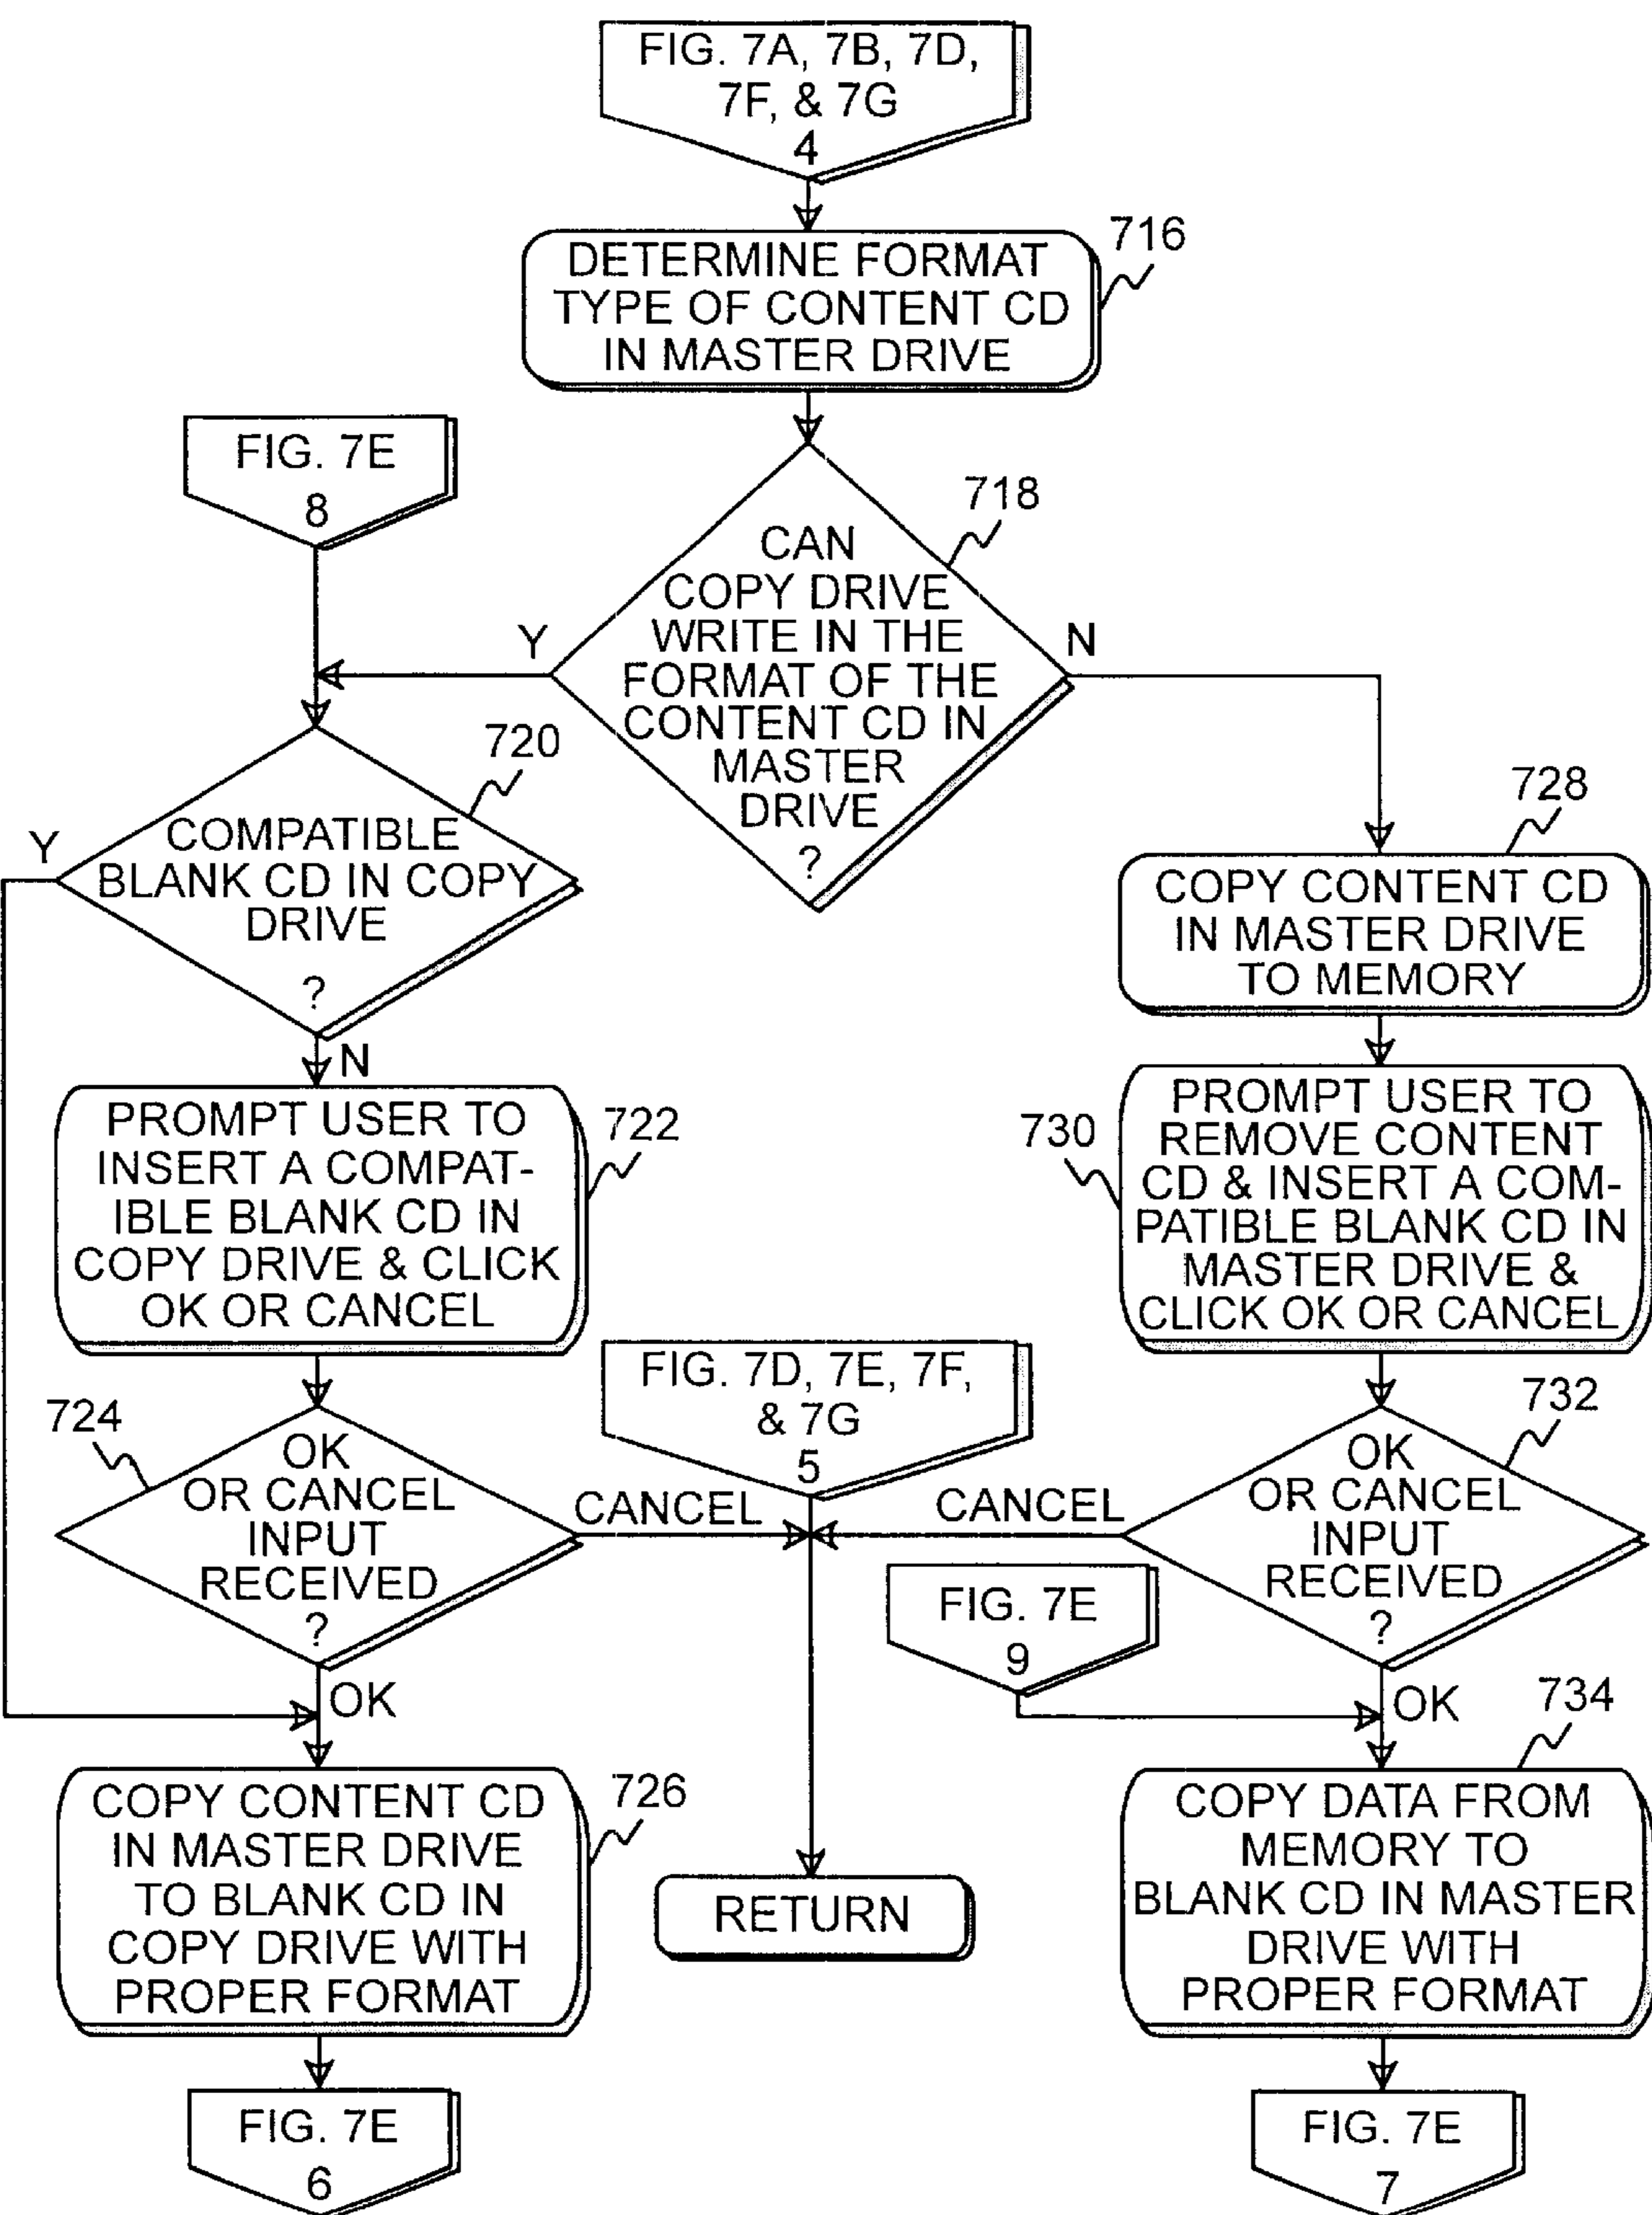 FIG. 7A, 7B, 7D,
7F, & 7G
4
716
DETERMINE FORMAT
TYPE OF CONTENT CD
IN MASTER DRIVE
FIG. 7E
8
718
CAN
COPY DRIVE
WRITE IN THE
FORMAT OF THE
CONTENT CD IN
MASTER
DRIVE
?
Y
N
720
COMPATIBLE
BLANK CD IN COPY
DRIVE
?
Y
N
728
COPY CONTENT CD
IN MASTER DRIVE
TO MEMORY
722
PROMPT USER TO
INSERT A COMPAT-
IBLE BLANK CD IN
COPY DRIVE & CLICK
OK OR CANCEL
730
PROMPT USER TO
REMOVE CONTENT
CD & INSERT A COM-
PATIBLE BLANK CD IN
MASTER DRIVE &
CLICK OK OR CANCEL
724
OK
OR CANCEL
INPUT
RECEIVED
?
CANCEL
OK
FIG. 7D, 7E, 7F,
& 7G
5
732
OK
OR CANCEL
INPUT
RECEIVED
?
CANCEL
OK
FIG. 7E
9
726
COPY CONTENT CD
IN MASTER DRIVE
TO BLANK CD IN
COPY DRIVE WITH
PROPER FORMAT
RETURN
734
COPY DATA FROM
MEMORY TO
BLANK CD IN MASTER
DRIVE WITH
PROPER FORMAT
FIG. 7E
6
FIG. 7E
7